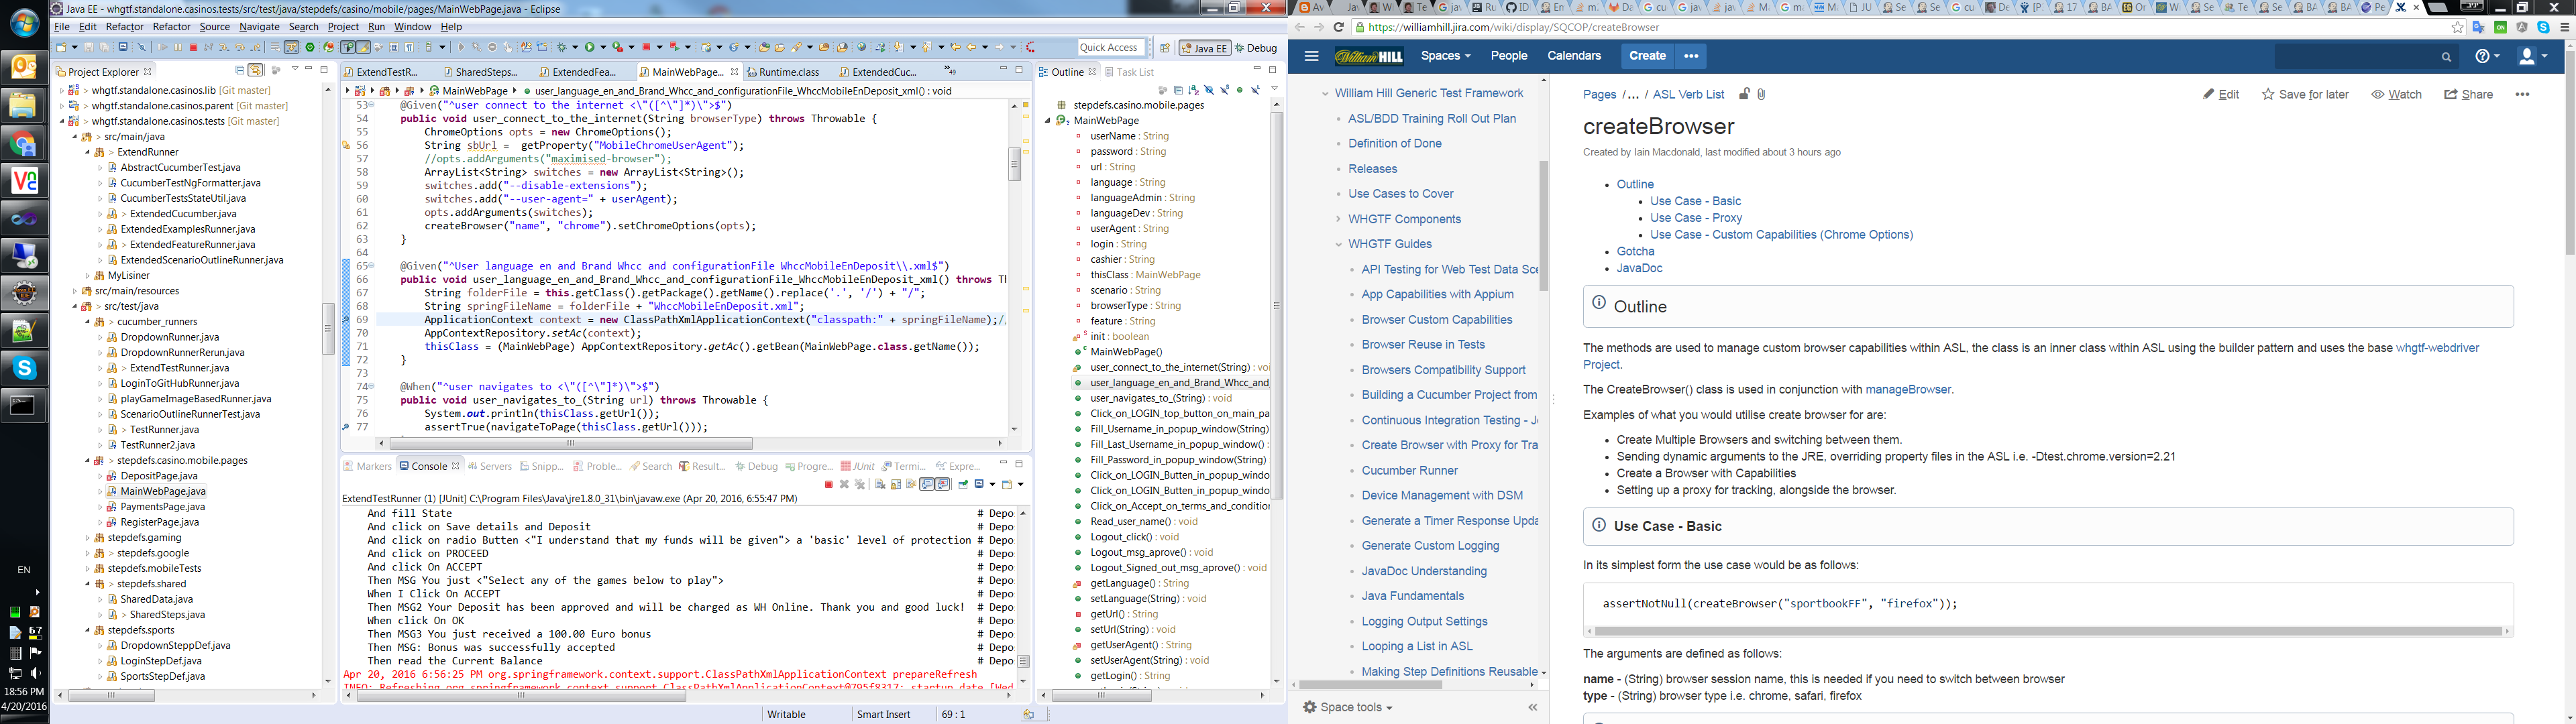 Java EE - whgtf.standalone.casinos.tests/src/test/java/stepdefs/casino/mobile/pages/MainWebPage.java - Eclipse
File Edit Source Refactor Navigate Search Project Run Window Help
Quick Access
Java EE
Debug
Project Explorer
whgtf.standalone.casinos.lib [Git master]
whgtf.standalone.casinos.parent [Git master]
whgtf.standalone.casinos.tests [Git master]
src/main/java
ExtendRunner
AbstractCucumberTest.java
CucumberTestNgFormatter.java
CucumberTestsStateUtil.java
> ExtendedCucumber.java
ExtendedExamplesRunner.java
> ExtendedFeatureRunner.java
ExtendedScenarioOutlineRunner.java
MyLisiner
src/main/resources
> src/test/java
> cucumber_runners
DropdownRunner.java
DropdownRunnerRerun.java
> ExtendTestRunner.java
LoginToGitHubRunner.java
playGameImageBasedRunner.java
ScenarioOutlineRunnerTest.java
> TestRunner.java
TestRunner2.java
> stepdefs.casino.mobile.pages
DepositPage.java
MainWebPage.java
PaymentsPage.java
RegisterPage.java
stepdefs.gaming
> stepdefs.google
stepdefs.mobileTests
> stepdefs.shared
SharedData.java
> SharedSteps.java
stepdefs.sports
DropdownSteppDef.java
LoginStepDef.java
SportsStepDef.java
EN
67
18:56 PM
4/20/2016
ExtendTestR...
SharedSteps...
ExtendedFea...
MainWebPage...
Runtime.class
ExtendedCuc...
»49
MainWebPage
user_language_en_and_Brand_Whcc_and_configurationFile_WhccMobileEnDeposit_xml() : void
53 @Given("^user connect to the internet <\"([^\"]*)\">$")
54 public void user_connect_to_the_internet(String browserType) throws Throwable {
55 ChromeOptions opts = new ChromeOptions();
56 String sbUrl = getProperty("MobileChromeUserAgent");
57 //opts.addArguments("maximised-browser");
58 ArrayList<String> switches = new ArrayList<String>();
59 switches.add("--disable-extensions");
60 switches.add("--user-agent=" + userAgent);
61 opts.addArguments(switches);
62 createBrowser("name", "chrome").setChromeOptions(opts);
63 }
64
65 @Given("^User language en and Brand Whcc and configurationFile WhccMobileEnDeposit\\.xml$")
66 public void user_language_en_and_Brand_Whcc_and_configurationFile_WhccMobileEnDeposit_xml() throws Th
67 String folderFile = this.getClass().getPackage().getName().replace('.', '/') + "/";
68 String springFileName = folderFile + "WhccMobileEnDeposit.xml";
69 ApplicationContext context = new ClassPathXmlApplicationContext("classpath:" + springFileName);//
70 AppContextRepository.setAc(context);
71 thisClass = (MainWebPage) AppContextRepository.getAc().getBean(MainWebPage.class.getName());
72 }
73
74 @When("^user navigates to <\"([^\"]*)\">$")
75 public void user_navigates_to_(String url) throws Throwable {
76 System.out.println(thisClass.getUrl());
77 assertTrue(navigateToPage(thisClass.getUrl()));
Markers Console Servers Snipp... Proble... Search Result... Debug Progre... JUnit Termi... Expre...
ExtendTestRunner (1) [JUnit] C:\Program Files\Java\jre1.8.0_31\bin\javaw.exe (Apr 20, 2016, 6:55:47 PM)
And fill State # Depo
And click on Save details and Deposit # Depo
And click on radio Butten <"I understand that my funds will be given"> a 'basic' level of protection # Depo
And click on PROCEED # Depo
And click On ACCEPT # Depo
Then MSG You just <"Select any of the games below to play"> # Depo
When I Click On ACCEPT # Depo
Then MSG2 Your Deposit has been approved and will be charged as WH Online. Thank you and good luck! # Depo
When click On OK # Depo
Then MSG3 You just received a 100.00 Euro bonus # Depo
Then MSG: Bonus was successfully accepted # Depo
Then read the Current Balance # Depo
Apr 20, 2016 6:56:25 PM org.springframework.context.support.ClassPathXmlApplicationContext prepareRefresh
INFO: Refreshing org.springframework.context.support.ClassPathXmlApplicationContext@795f8317: startup date [Wed
Writable
Smart Insert
69 : 1
Outline
Task List
stepdefs.casino.mobile.pages
MainWebPage
userName : String
password : String
url : String
language : String
languageAdmin : String
languageDev : String
userAgent : String
login : String
cashier : String
thisClass : MainWebPage
scenario : String
browserType : String
feature : String
init : boolean
MainWebPage()
user_connect_to_the_internet(String) : voi
user_language_en_and_Brand_Whcc_and_
user_navigates_to_(String) : void
Click_on_LOGIN_top_button_on_main_pa
Fill_Username_in_popup_window(String)
Fill_Last_Username_in_popup_window() :
Fill_Password_in_popup_window(String)
Click_on_LOGIN_Butten_in_popup_windo
Click_on_LOGIN_Butten_in_popup_windo
Click_on_Accept_on_terms_and_condition
Read_user_name() : void
Logout_click() : void
Logout_msg_aprove() : void
Logout_Signed_out_msg_aprove() : void
getLanguage() : String
setLanguage(String) : void
getUrl() : String
setUrl(String) : void
getUserAgent() : String
setUserAgent(String) : void
getLogin() : String
https://williamhill.jira.com/wiki/display/SQCOP/createBrowser
William HILL
Spaces People Calendars Create
William Hill Generic Test Framework
ASL/BDD Training Roll Out Plan
Definition of Done
Releases
Use Cases to Cover
WHGTF Components
WHGTF Guides
API Testing for Web Test Data Sce
App Capabilities with Appium
Browser Custom Capabilities
Browser Reuse in Tests
Browsers Compatibility Support
Building a Cucumber Project from
Continuous Integration Testing - Je
Create Browser with Proxy for Tra
Cucumber Runner
Device Management with DSM
Generate a Timer Response Upda
Generate Custom Logging
JavaDoc Understanding
Java Fundamentals
Logging Output Settings
Looping a List in ASL
Making Step Definitions Reusable
Space tools
Pages /... / ASL Verb List
Edit Save for later Watch Share
createBrowser
Created by Iain Macdonald, last modified about 3 hours ago
• Outline
• Use Case - Basic
• Use Case - Proxy
• Use Case - Custom Capabilities (Chrome Options)
• Gotcha
• JavaDoc
Outline
The methods are used to manage custom browser capabilities within ASL, the class is an inner class within ASL using the builder pattern and uses the base whgtf-webdriver
Project.
The CreateBrowser() class is used in conjunction with manageBrowser.
Examples of what you would utilise create browser for are:
• Create Multiple Browsers and switching between them.
• Sending dynamic arguments to the JRE, overriding property files in the ASL i.e. -Dtest.chrome.version=2.21
• Create a Browser with Capabilities
• Setting up a proxy for tracking, alongside the browser.
Use Case - Basic
In its simplest form the use case would be as follows:
assertNotNull(createBrowser("sportbookFF", "firefox"));
The arguments are defined as follows:
name - (String) browser session name, this is needed if you need to switch between browser
type - (String) browser type i.e. chrome, safari, firefox